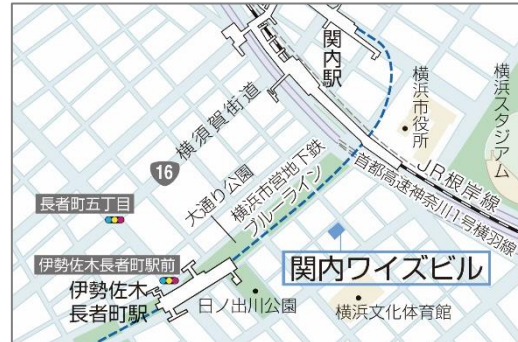 関内駅
横浜市役所
横浜スタジアム
横須賀街道
16
JR根岸線
首都高速神奈川1号横羽線
大通り公園
横浜市営地下鉄
ブルーライン
長者町五丁目
伊勢佐木長者町駅前
伊勢佐木
長者町駅
日ノ出川公園
関内ワイズビル
横浜文化体育館